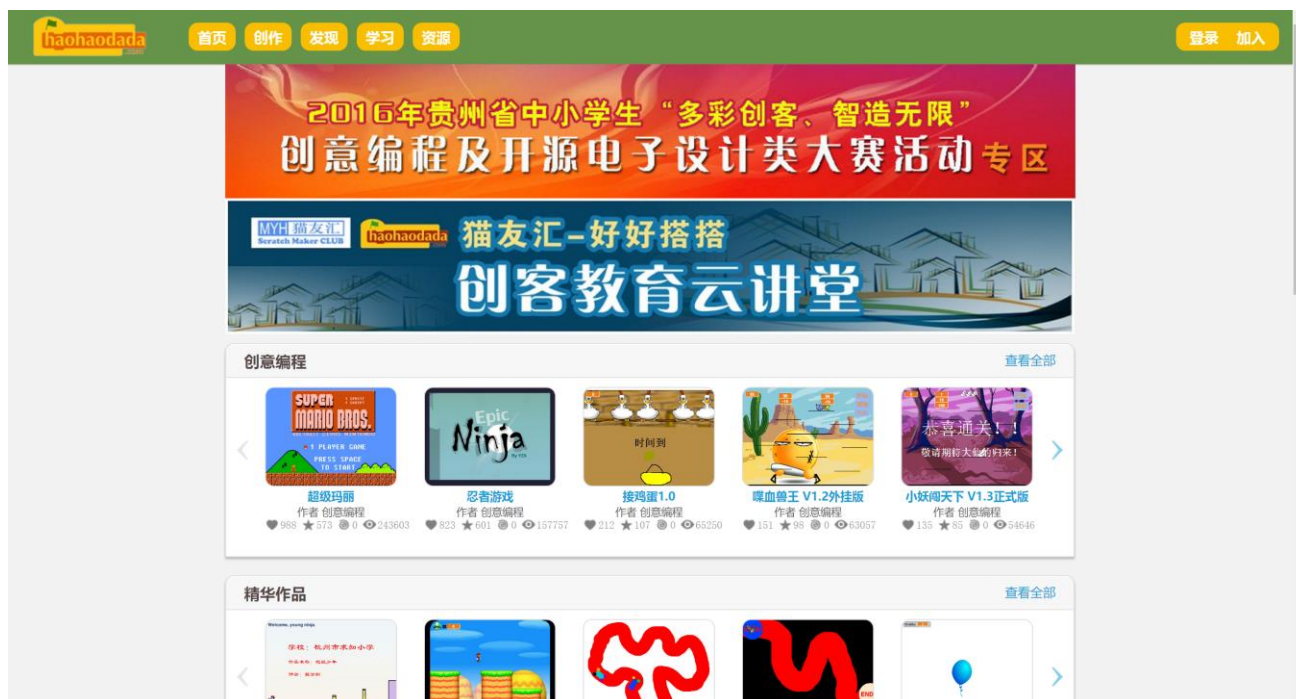 haohaodada 首页 创作 发现 学习 资源 登录 加入
2016年贵州省中小学生“多彩创客、智造无限”
创意编程及开源电子设计类大赛活动专区
MYH 猫友汇 haohaodada 猫友汇-好好搭搭
Scratch Maker CLUB
创客教育云讲堂
创意编程 查看全部
SUPER
MARIO BROS.
1 PLAYER GAME
PRESS SPACE
TO START
Epic
Ninja
时间到
恭喜通关!!
敬请期待大仙的归来!
超级玛丽 忍者游戏 接鸡蛋1.0 喋血兽王 V1.2外挂版 小妖闯天下 V1.3正式版
作者 创意编程 作者 创意编程 作者 创意编程 作者 创意编程 作者 创意编程
988 573 0 243603 823 601 0 157757 212 107 0 65250 151 98 0 63057 135 85 0 54646
精华作品 查看全部
Welcome, young ninja
学校：杭州市求知小学
END